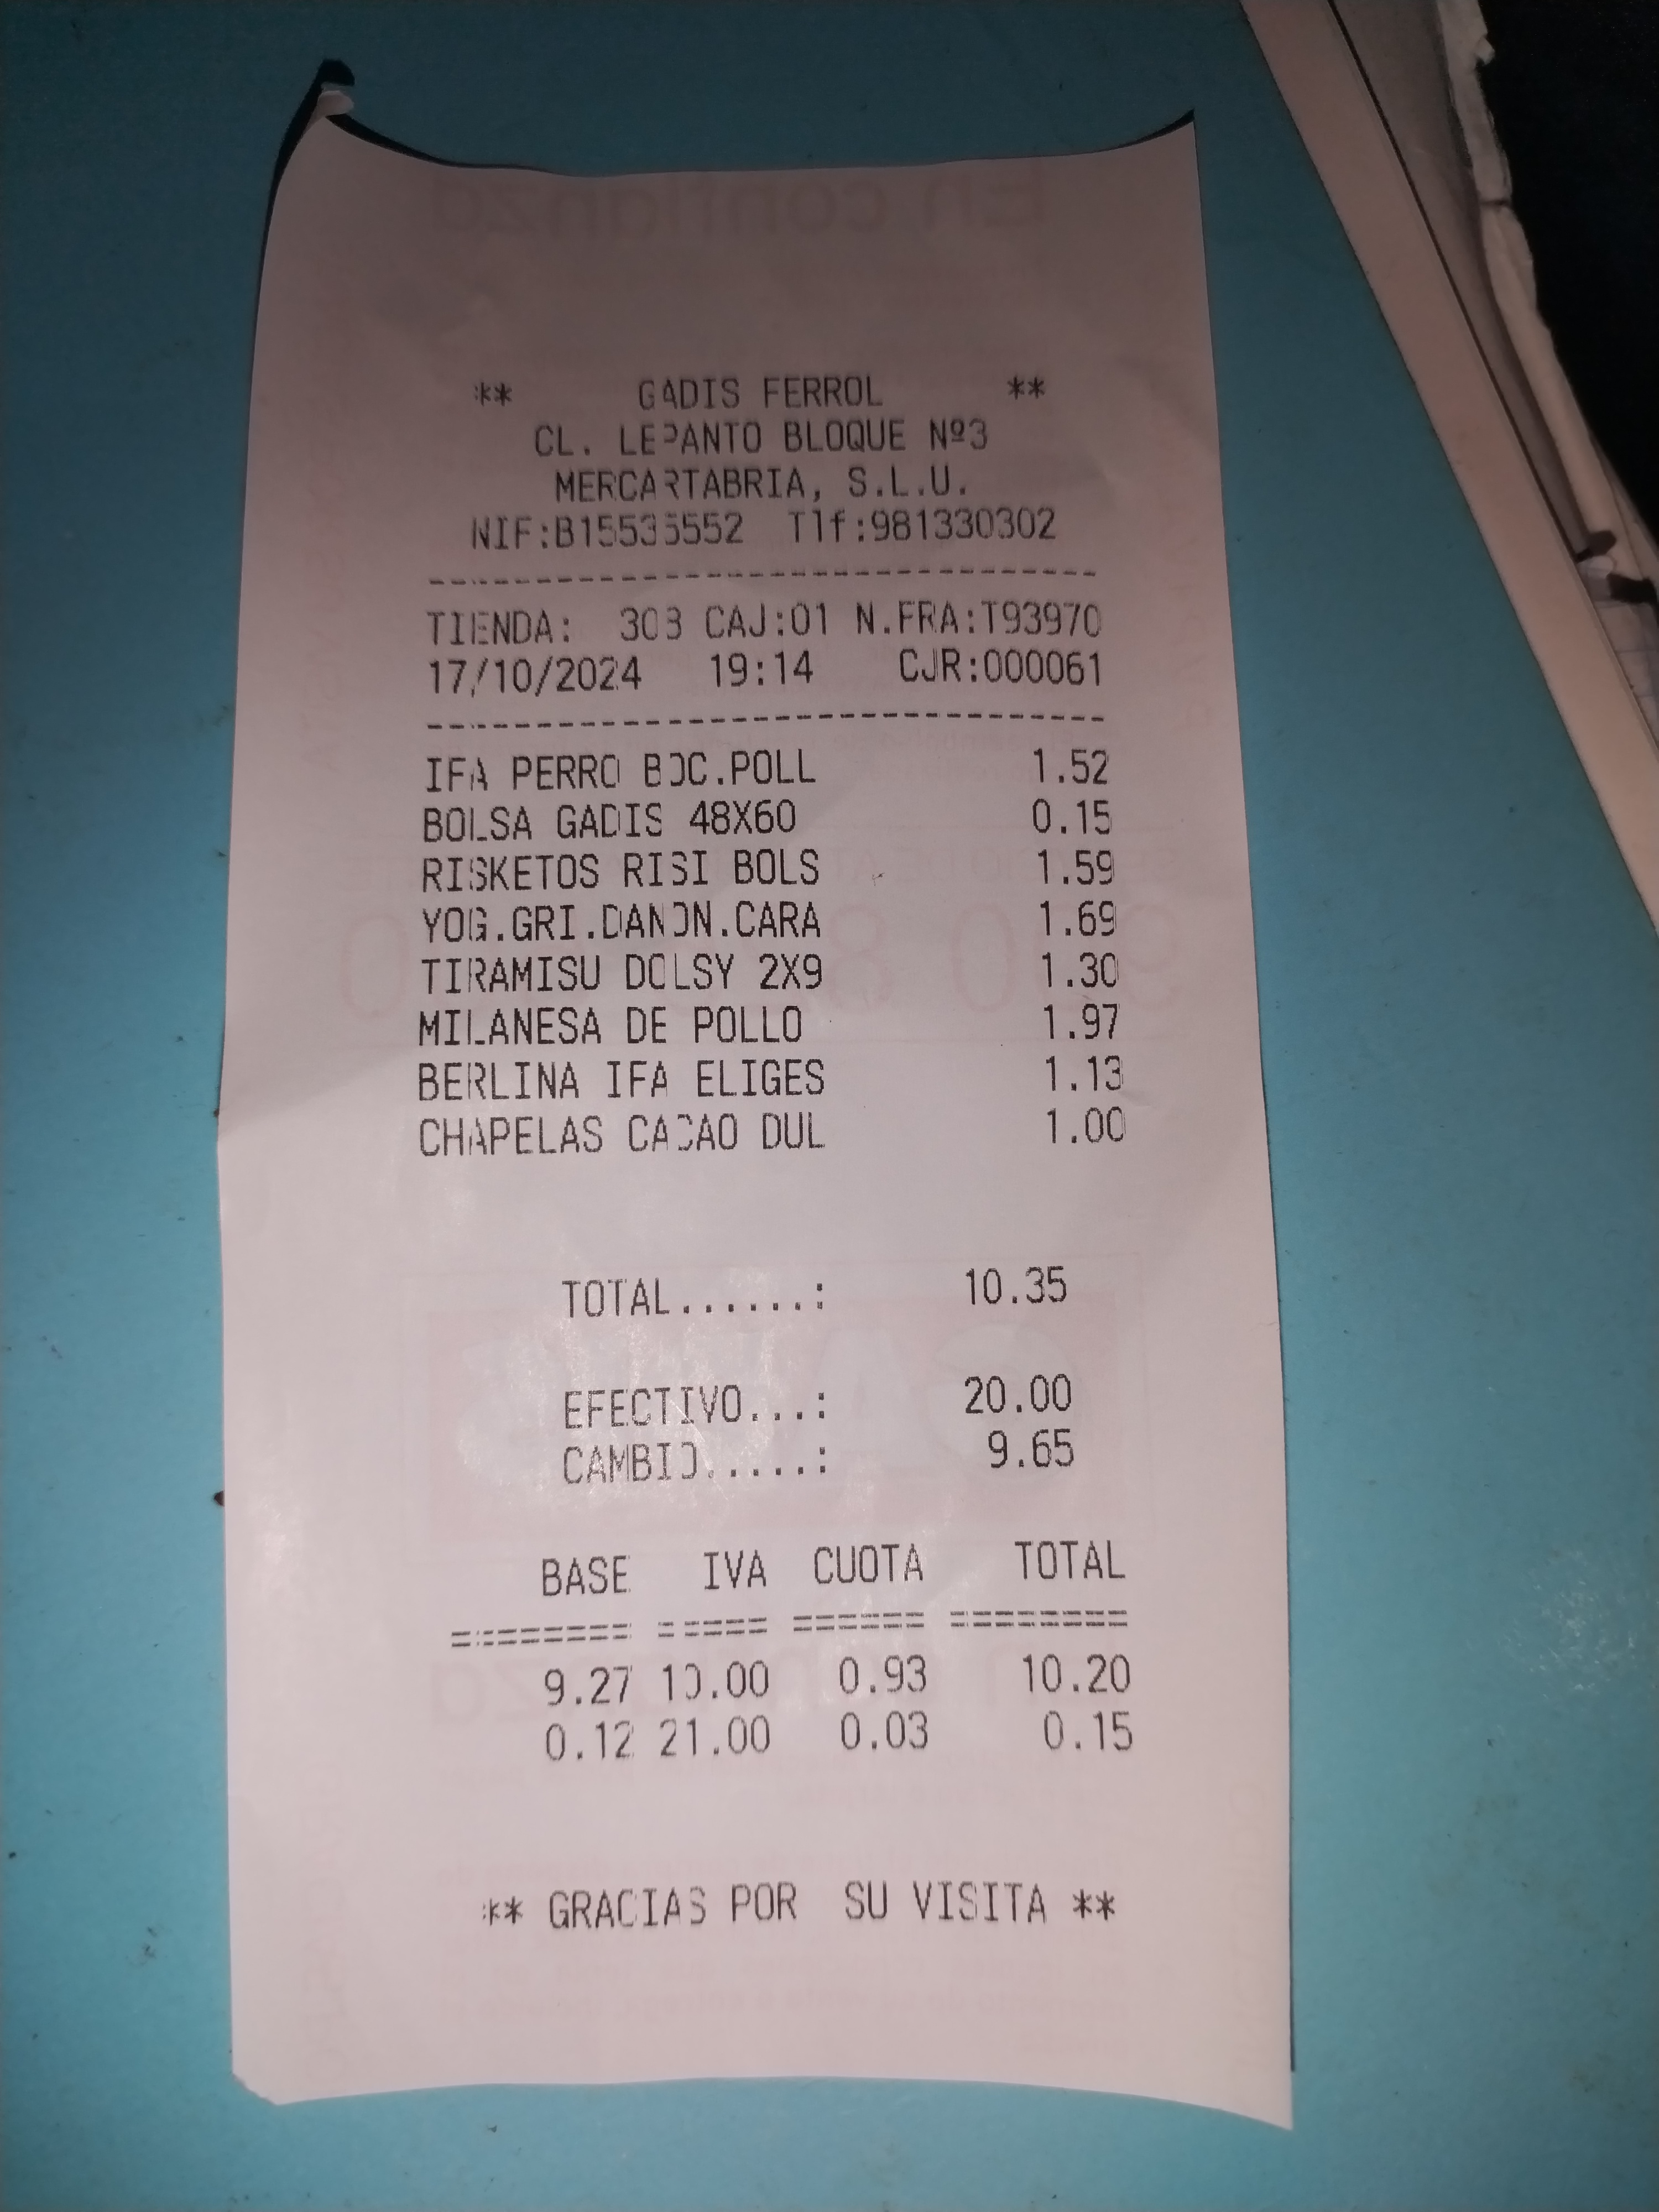 ** GADIS FERROL **
CL. LEPANTO BLOQUE Nº3
MERCARTABRIA, S.L.U.
NIF:B15535552 Tlf:981330302
--------------------------------
TIENDA: 303 CAJ:01 N.FRA:T93970
17/10/2024 19:14 CJR:000061
--------------------------------
IFA PERRO BOC.POLL 1.52
BOLSA GADIS 48X60 0.15
RISKETOS RISI BOLS 1.59
YOG.GRI.DANON.CARA 1.69
TIRAMISU DOLSY 2X9 1.30
MILANESA DE POLLO 1.97
BERLINA IFA ELIGES 1.13
CHAPELAS CACAO DUL 1.00
TOTAL......: 10.35
EFECTIVO...: 20.00
CAMBIO.....: 9.65
BASE IVA CUOTA TOTAL
======== ===== ====== ========
9.27 10.00 0.93 10.20
0.12 21.00 0.03 0.15
** GRACIAS POR SU VISITA **